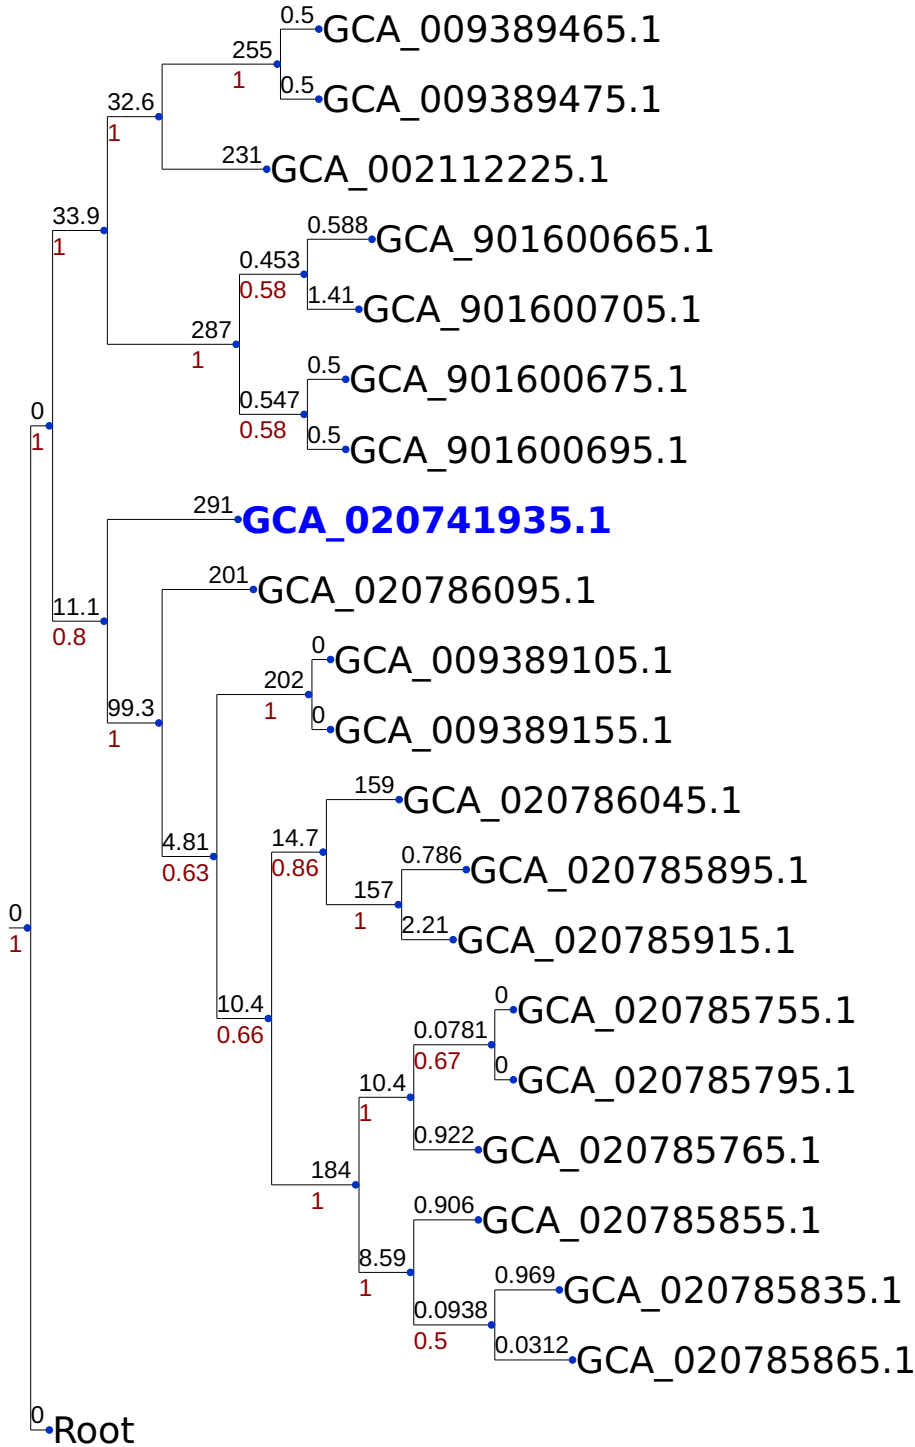 0.5
GCA_009389465.1
255
1
0.5
GCA_009389475.1
32.6
1
231
GCA_002112225.1
33.9
1
0.588
GCA_901600665.1
0.453
0.58
1.41
GCA_901600705.1
287
1
0.5
GCA_901600675.1
0.547
0.58
0.5
GCA_901600695.1
0
1
291
GCA_020741935.1
201
GCA_020786095.1
11.1
0.8
0
GCA_009389105.1
202
1
0
GCA_009389155.1
99.3
1
159
GCA_020786045.1
14.7
0.86
4.81
0.63
0.786
GCA_020785895.1
157
1
2.21
GCA_020785915.1
0
1
0
GCA_020785755.1
10.4
0.66
0.0781
0.67
0
GCA_020785795.1
10.4
1
0.922
GCA_020785765.1
184
1
0.906
GCA_020785855.1
8.59
1
0.969
GCA_020785835.1
0.0938
0.5
0.0312
GCA_020785865.1
0
Root